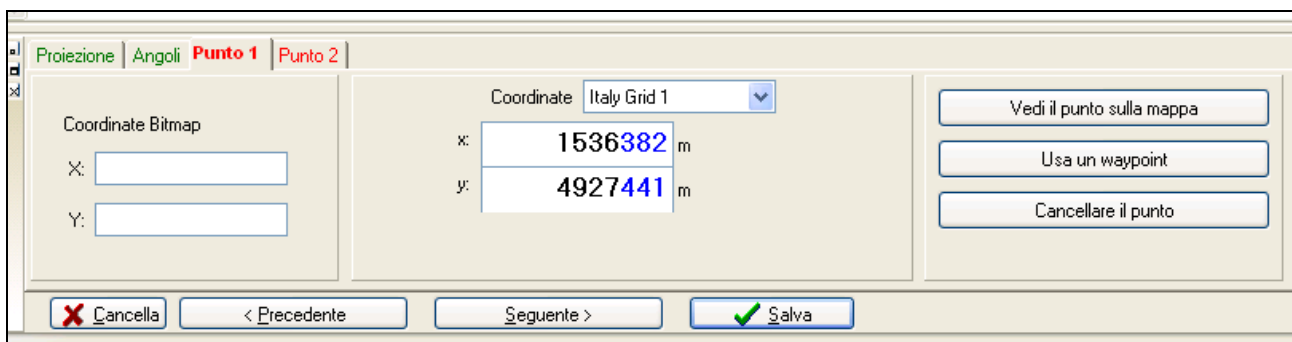 Proiezione Angoli Punto 1 Punto 2
Coordinate Bitmap
X:
Y:
Coordinate Italy Grid 1
x: 1536382 m
y: 4927441 m
Vedi il punto sulla mappa
Usa un waypoint
Cancellare il punto
Cancella < Precedente Seguente > Salva